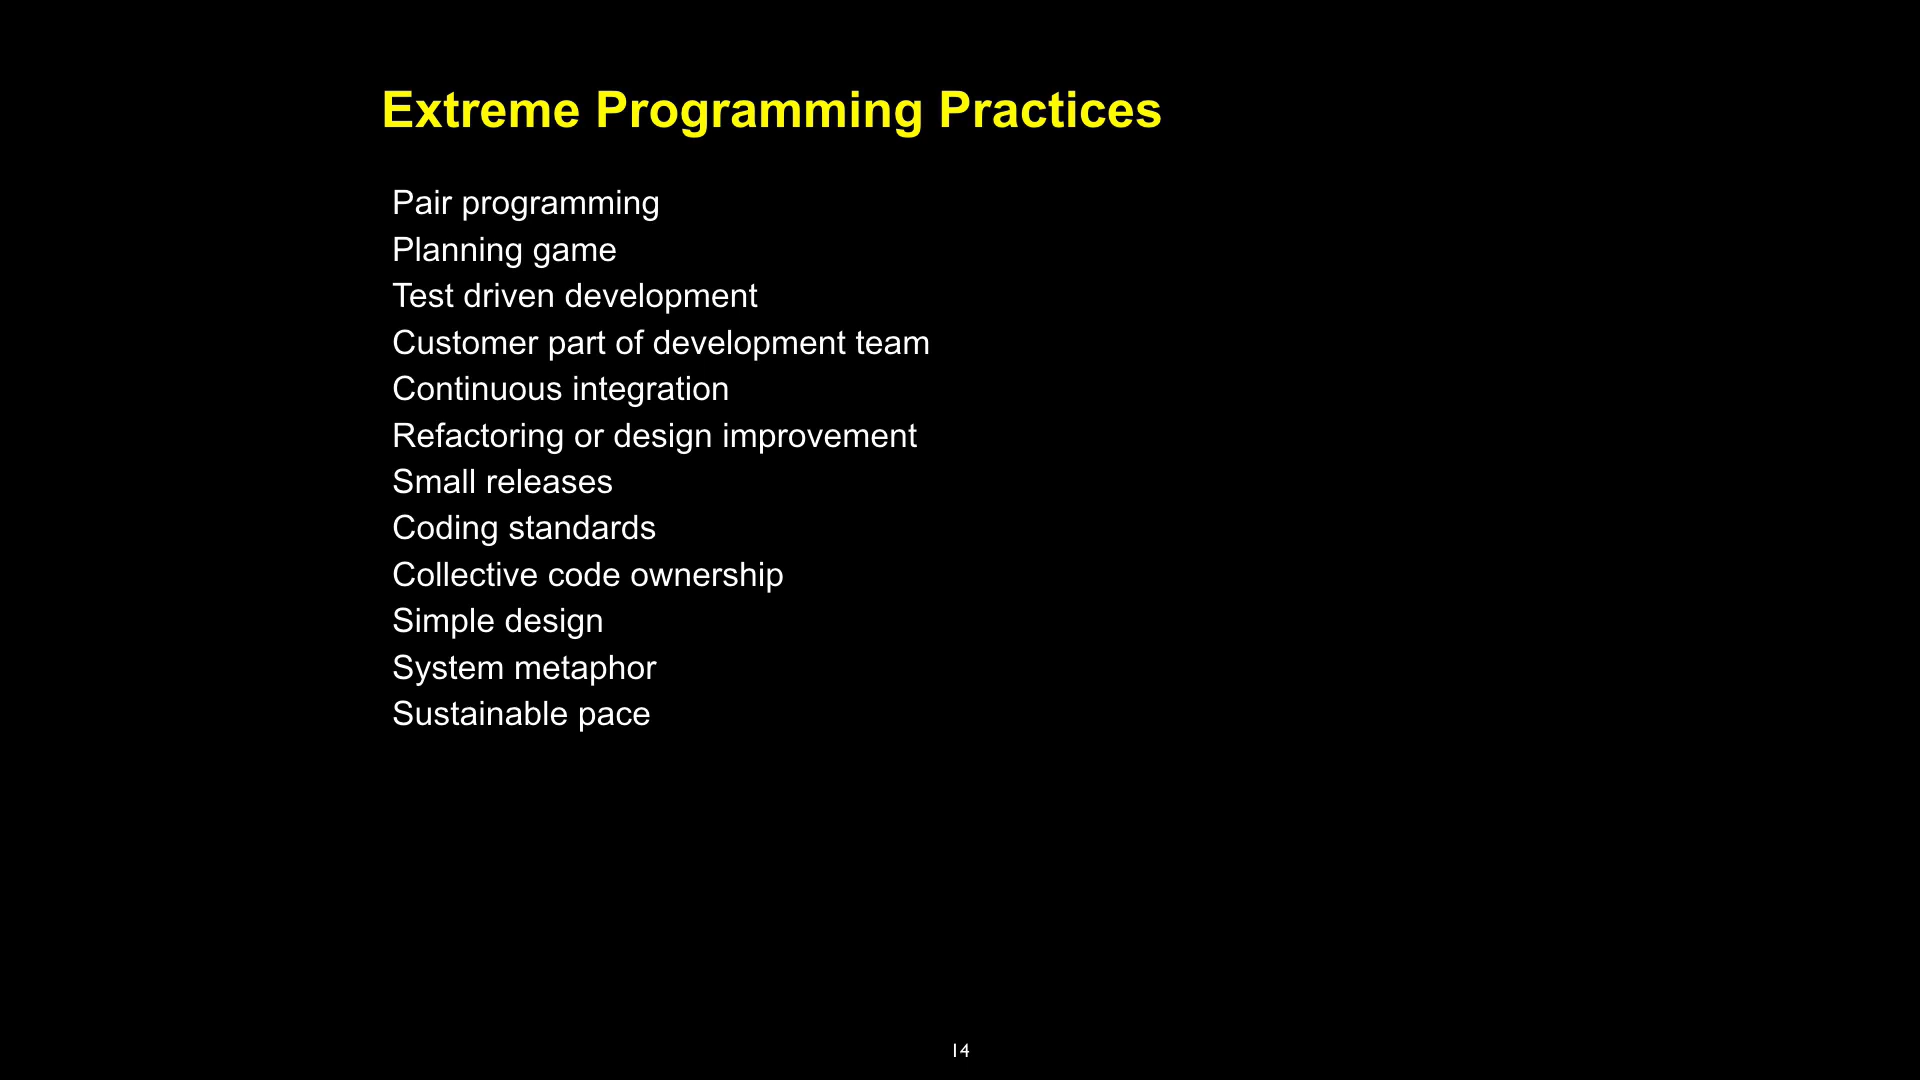 Extreme Programming Practices
Pair programming
Planning game
Test driven development
Customer part of development team
Continuous integration
Refactoring or design improvement
Small releases
Coding standards
Collective code ownership
Simple design
System metaphor
Sustainable pace
14